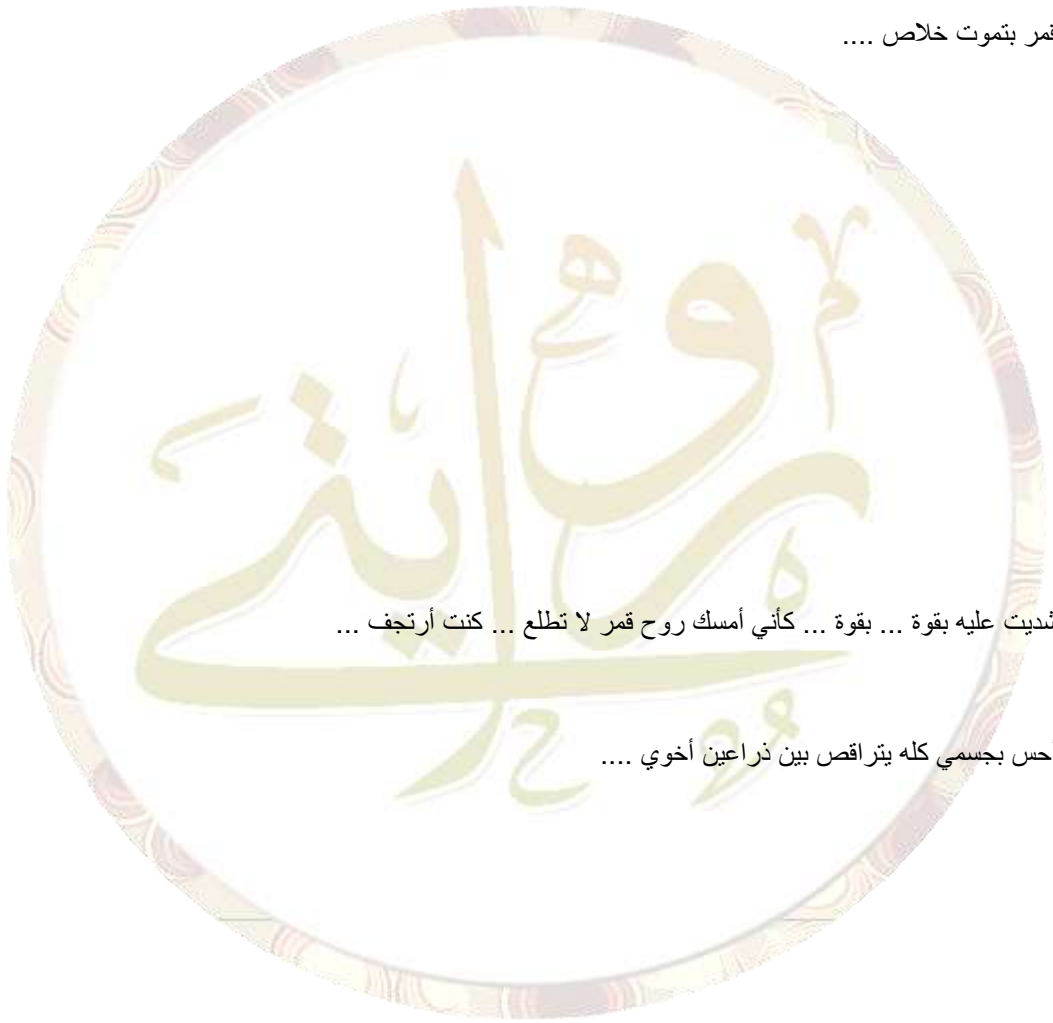 قمر بتموت خلاص ....
شديت عليه بقوة ... بقوة ... كأني أمسك روح قمر لا تطلع ... كنت أرتجف ...
أحس بجسمي كله يتراقص بين ذراعين أخوي ....
روايتي